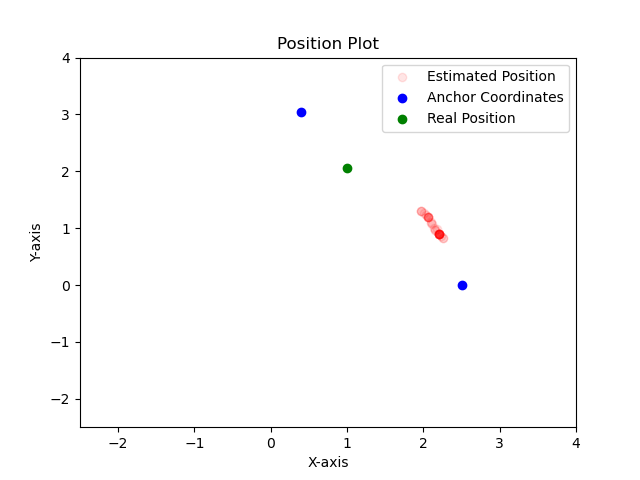 Position Plot
Estimated Position
Anchor Coordinates
Real Position
Y-axis
4
3
2
1
0
−1
−2
−2 −1 0 1 2 3 4
X-axis